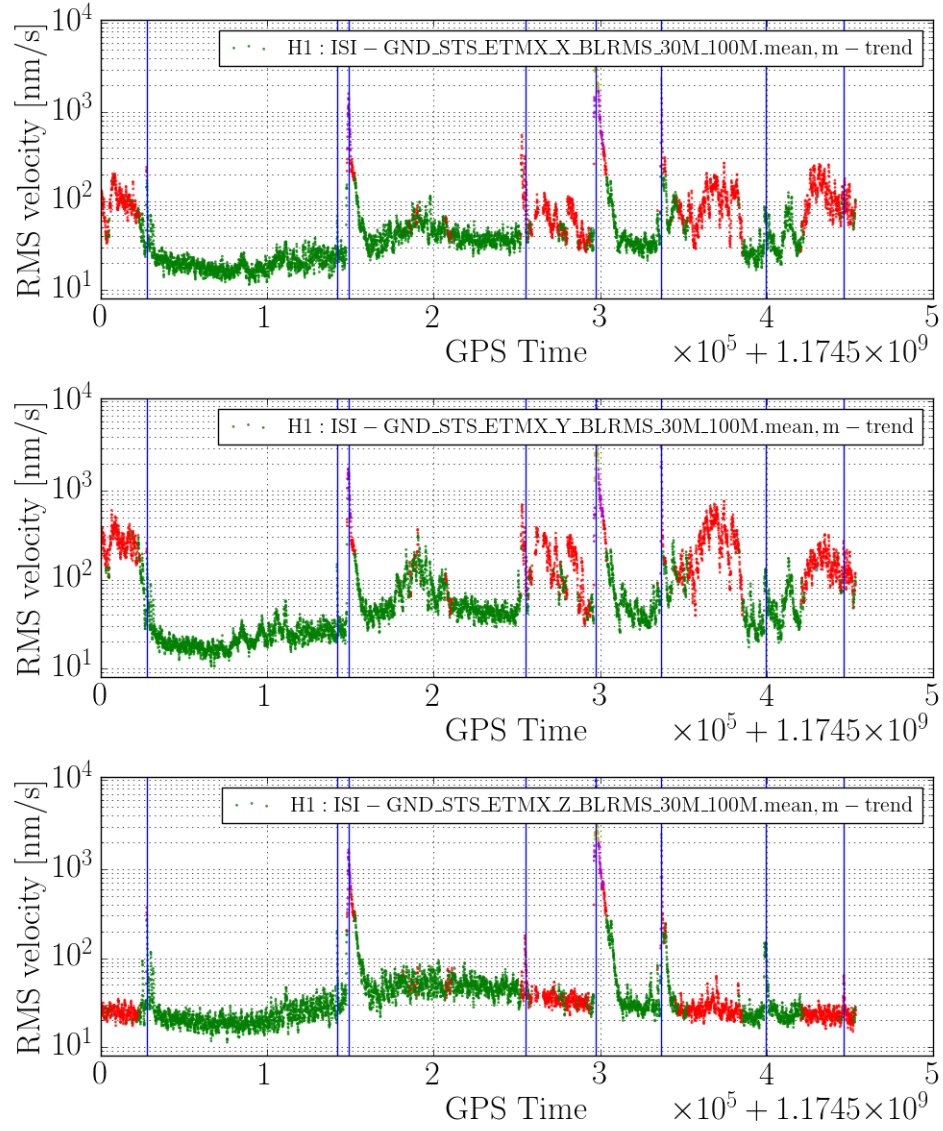 10⁴
10³
10²
10¹
RMS velocity [nm/s]
H1 : ISI − GND_STS_ETMX_X_BLRMS_30M_100M.mean, m − trend
0 1 2 3 4 5
GPS Time
×10⁵ + 1.1745×10⁹
10⁴
10³
10²
10¹
RMS velocity [nm/s]
H1 : ISI − GND_STS_ETMX_Y_BLRMS_30M_100M.mean, m − trend
0 1 2 3 4 5
GPS Time
×10⁵ + 1.1745×10⁹
10⁴
10³
10²
10¹
RMS velocity [nm/s]
H1 : ISI − GND_STS_ETMX_Z_BLRMS_30M_100M.mean, m − trend
0 1 2 3 4 5
GPS Time
×10⁵ + 1.1745×10⁹